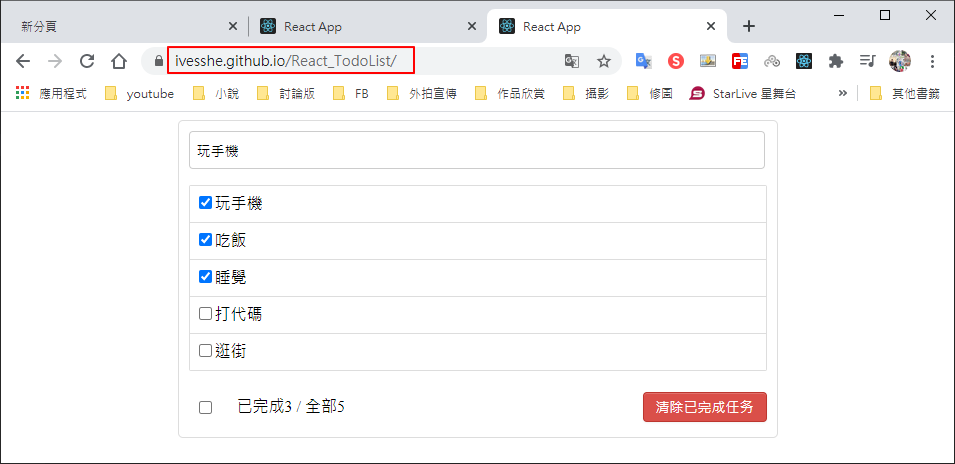 新分頁
React App
React App
ivesshe.github.io/React_TodoList/
應用程式 youtube 小說 討論版 FB 外拍宣傳 作品欣賞 攝影 修圖 StarLive 星舞台 » 其他書籤
玩手機
玩手機
吃飯
睡覺
打代碼
逛街
已完成3 / 全部5 清除已完成任务